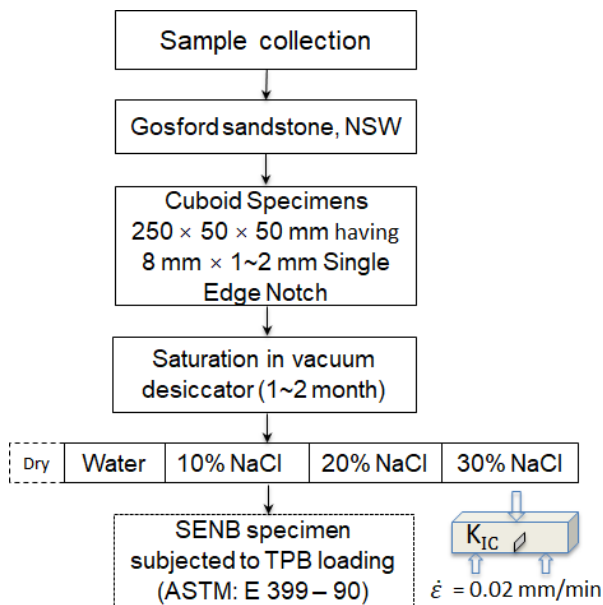 Sample collection
Gosford sandstone, NSW
Cuboid Specimens
250 × 50 × 50 mm having
8 mm × 1~2 mm Single
Edge Notch
Saturation in vacuum
desiccator (1~2 month)
Dry Water 10% NaCl 20% NaCl 30% NaCl
SENB specimen
subjected to TPB loading
(ASTM: E 399 – 90)
K_IC
ε̇ = 0.02 mm/min